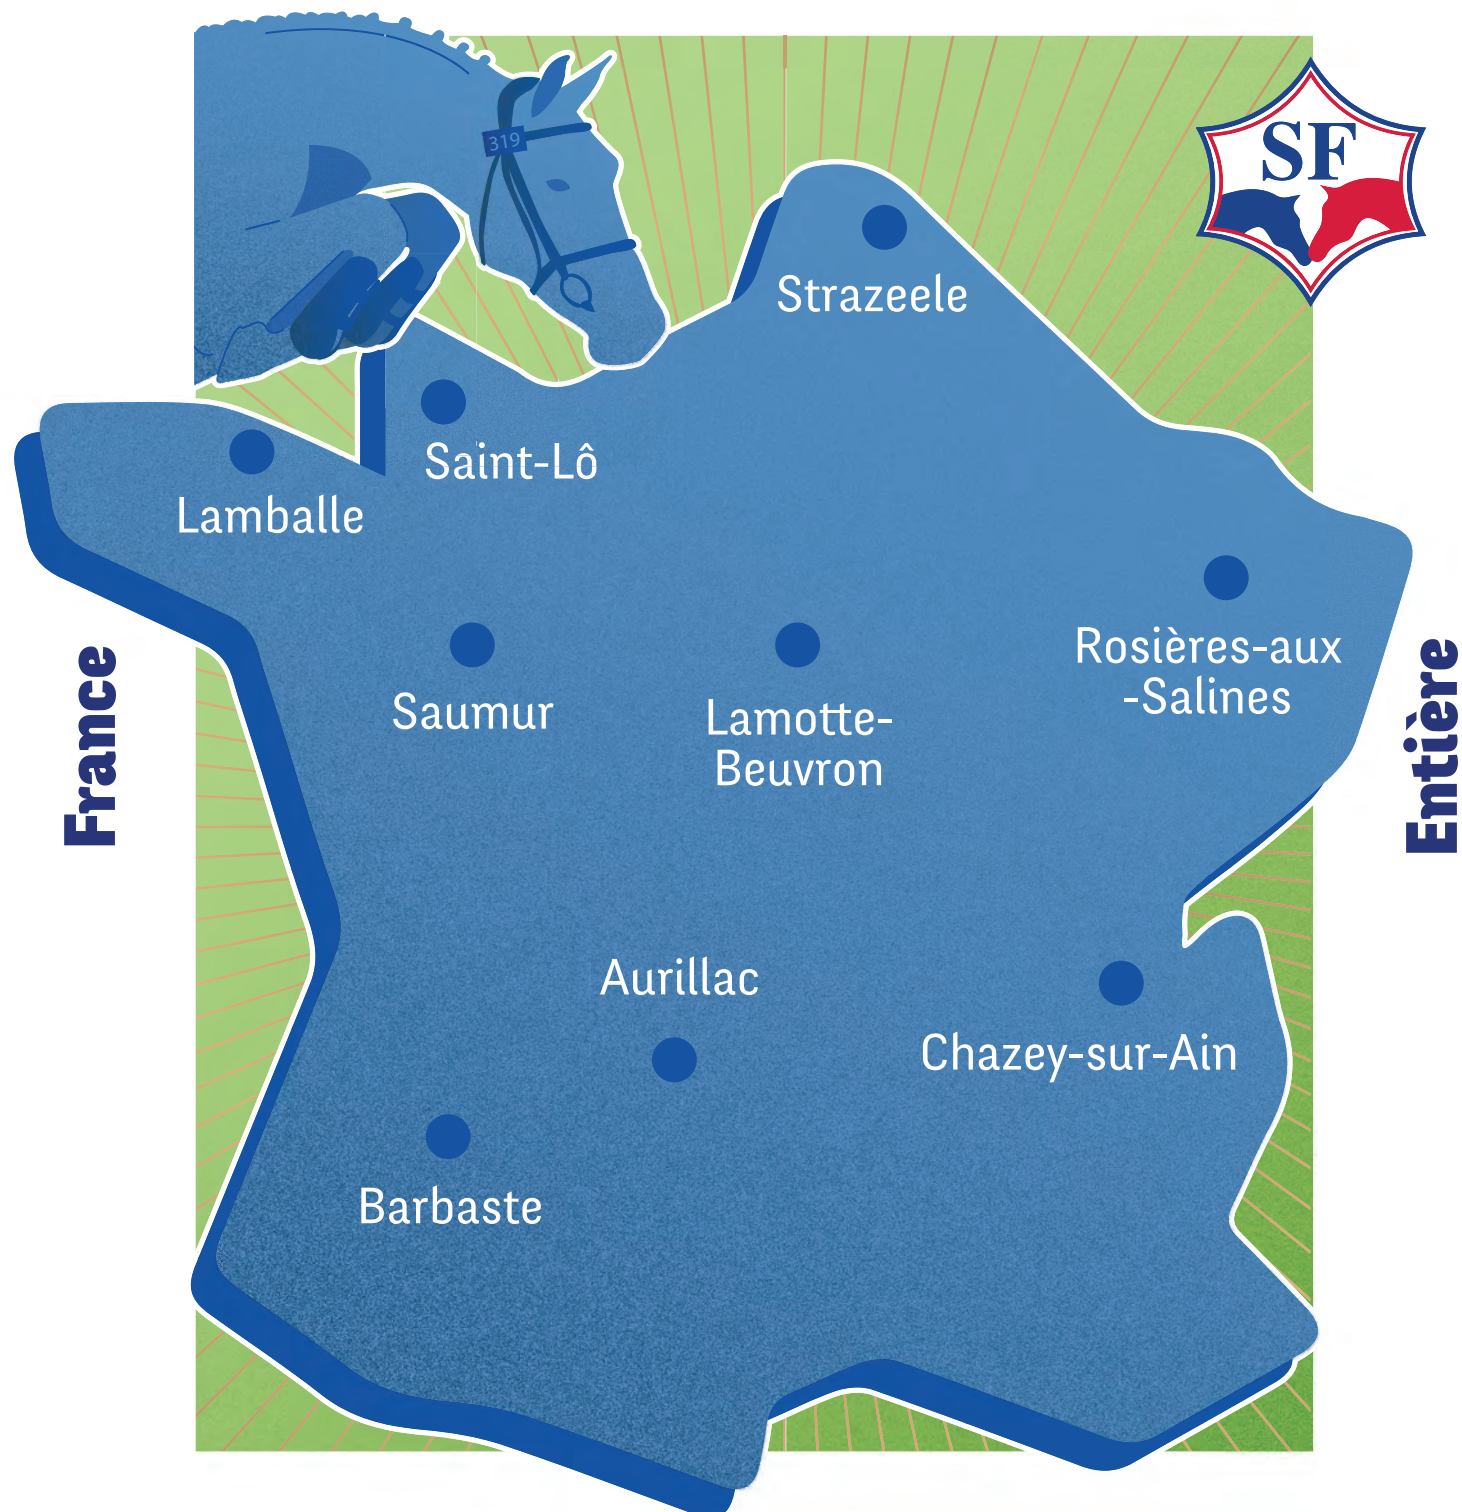 319
SF
Strazeele
Saint-Lô
Lamballe
Rosières-aux
-Salines
Saumur
Lamotte-
Beuvron
France
Entière
Aurillac
Chazey-sur-Ain
Barbaste